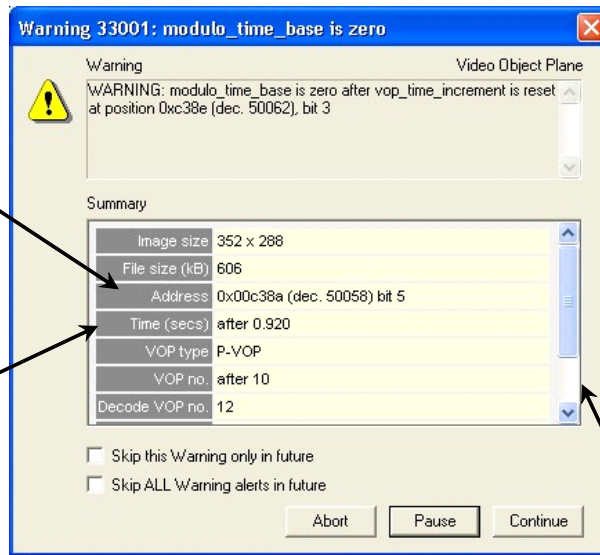 Warning 33001: modulo_time_base is zero
Warning Video Object Plane
WARNING: modulo_time_base is zero after vop_time_increment is reset
at position 0xc38e (dec. 50062), bit 3
Summary
Image size 352 x 288
File size (kB) 606
Address 0x00c38a (dec. 50058) bit 5
Time (secs) after 0.920
VOP type P-VOP
VOP no. after 10
Decode VOP no. 12
Skip this Warning only in future
Skip ALL Warning alerts in future
Abort Pause Continue